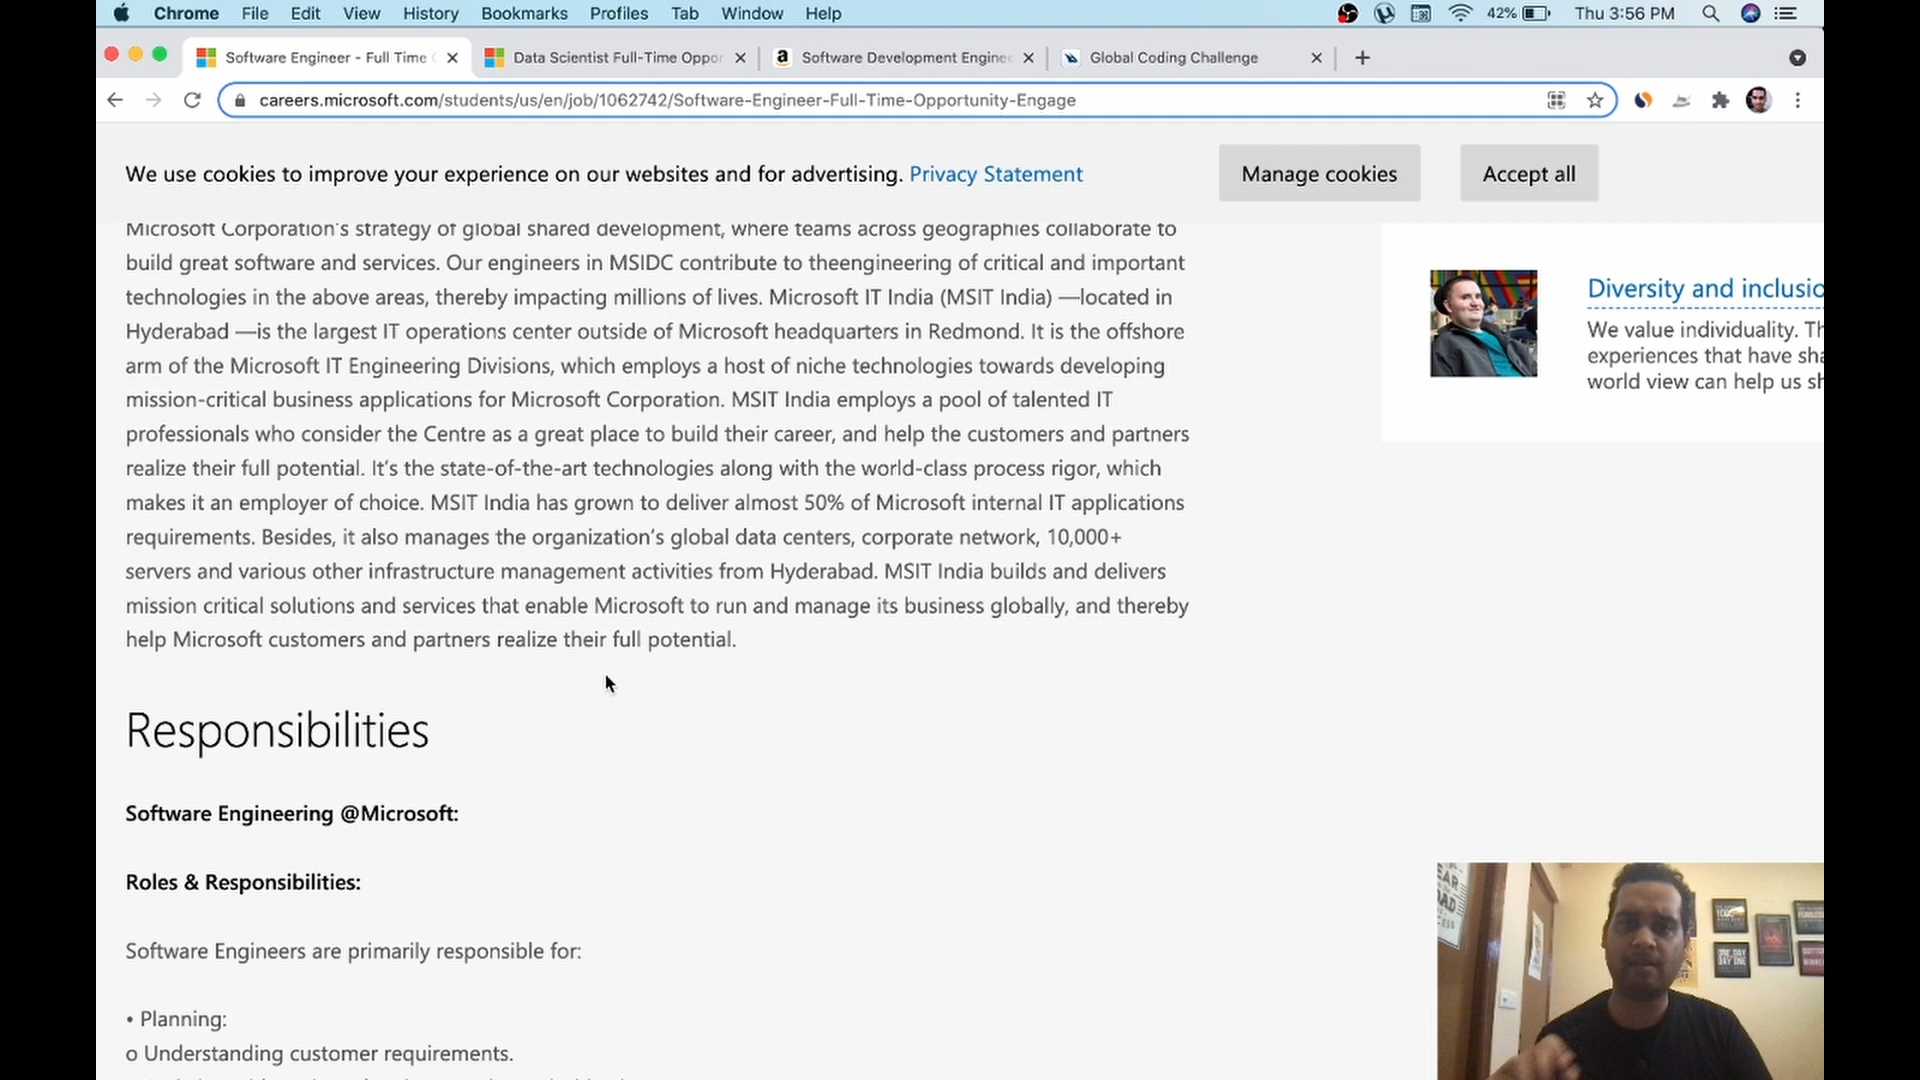 Chrome File Edit View History Bookmarks Profiles Tab Window Help 42% Thu 3:56 PM
Software Engineer - Full Time Data Scientist Full-Time Oppor Software Development Enginee Global Coding Challenge
careers.microsoft.com/students/us/en/job/1062742/Software-Engineer-Full-Time-Opportunity-Engage
We use cookies to improve your experience on our websites and for advertising. Privacy Statement Manage cookies Accept all
Microsoft Corporation's strategy of global shared development, where teams across geographies collaborate to
build great software and services. Our engineers in MSIDC contribute to theengineering of critical and important
technologies in the above areas, thereby impacting millions of lives. Microsoft IT India (MSIT India) —located in
Hyderabad —is the largest IT operations center outside of Microsoft headquarters in Redmond. It is the offshore
arm of the Microsoft IT Engineering Divisions, which employs a host of niche technologies towards developing
mission-critical business applications for Microsoft Corporation. MSIT India employs a pool of talented IT
professionals who consider the Centre as a great place to build their career, and help the customers and partners
realize their full potential. It's the state-of-the-art technologies along with the world-class process rigor, which
makes it an employer of choice. MSIT India has grown to deliver almost 50% of Microsoft internal IT applications
requirements. Besides, it also manages the organization's global data centers, corporate network, 10,000+
servers and various other infrastructure management activities from Hyderabad. MSIT India builds and delivers
mission critical solutions and services that enable Microsoft to run and manage its business globally, and thereby
help Microsoft customers and partners realize their full potential.
Diversity and inclusio
We value individuality. Th
experiences that have sha
world view can help us sh
Responsibilities
Software Engineering @Microsoft:
Roles & Responsibilities:
Software Engineers are primarily responsible for:
• Planning:
o Understanding customer requirements.